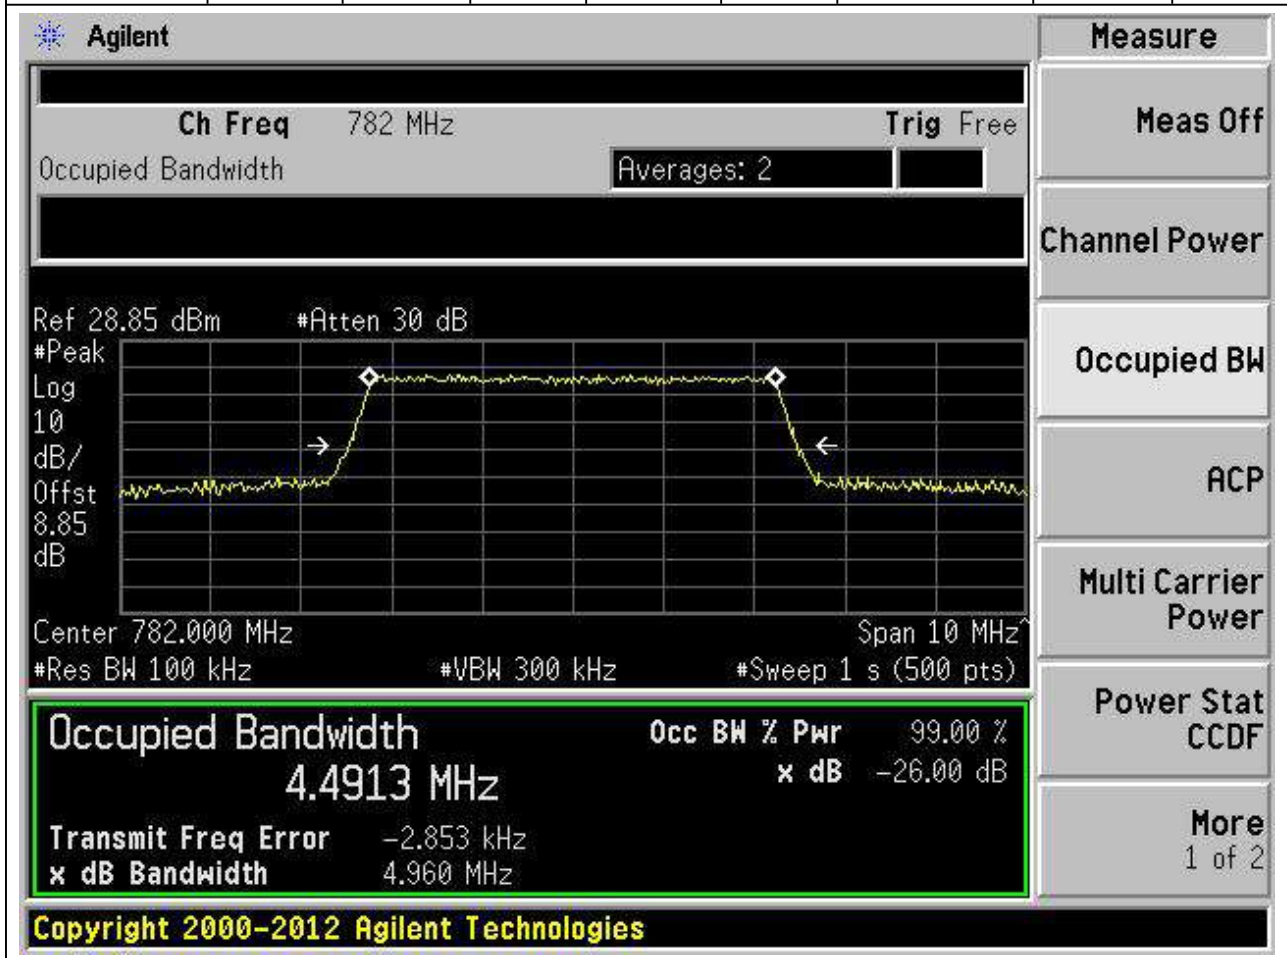 Agilent
Measure
Ch Freq 782 MHz Trig Free
Occupied Bandwidth Averages: 2
Meas Off
Channel Power
Occupied BW
ACP
Multi Carrier
Power
Power Stat
CCDF
More
1 of 2
Ref 28.85 dBm #Atten 30 dB
#Peak
Log
10
dB/
Offst
8.85
dB
Center 782.000 MHz Span 10 MHz^
#Res BW 100 kHz #VBW 300 kHz #Sweep 1 s (500 pts)
Occupied Bandwidth Occ BW % Pwr 99.00 %
4.4913 MHz x dB -26.00 dB
Transmit Freq Error -2.853 kHz
x dB Bandwidth 4.960 MHz
Copyright 2000-2012 Agilent Technologies